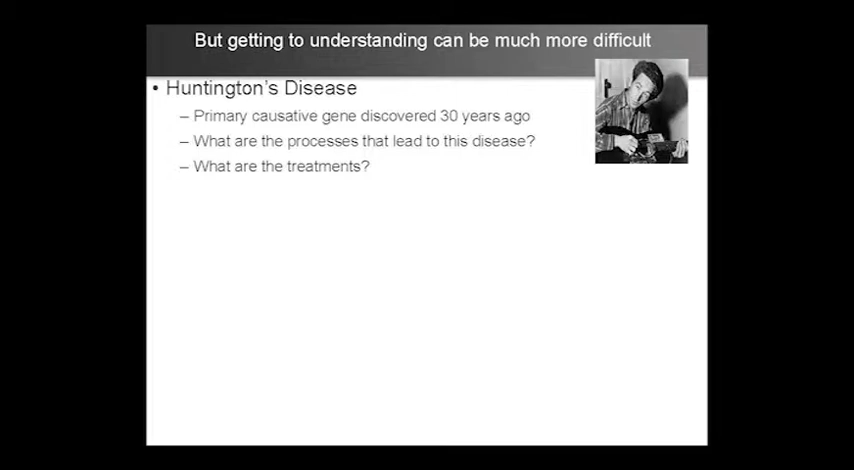 But getting to understanding can be much more difficult
• Huntington's Disease
– Primary causative gene discovered 30 years ago
– What are the processes that lead to this disease?
– What are the treatments?